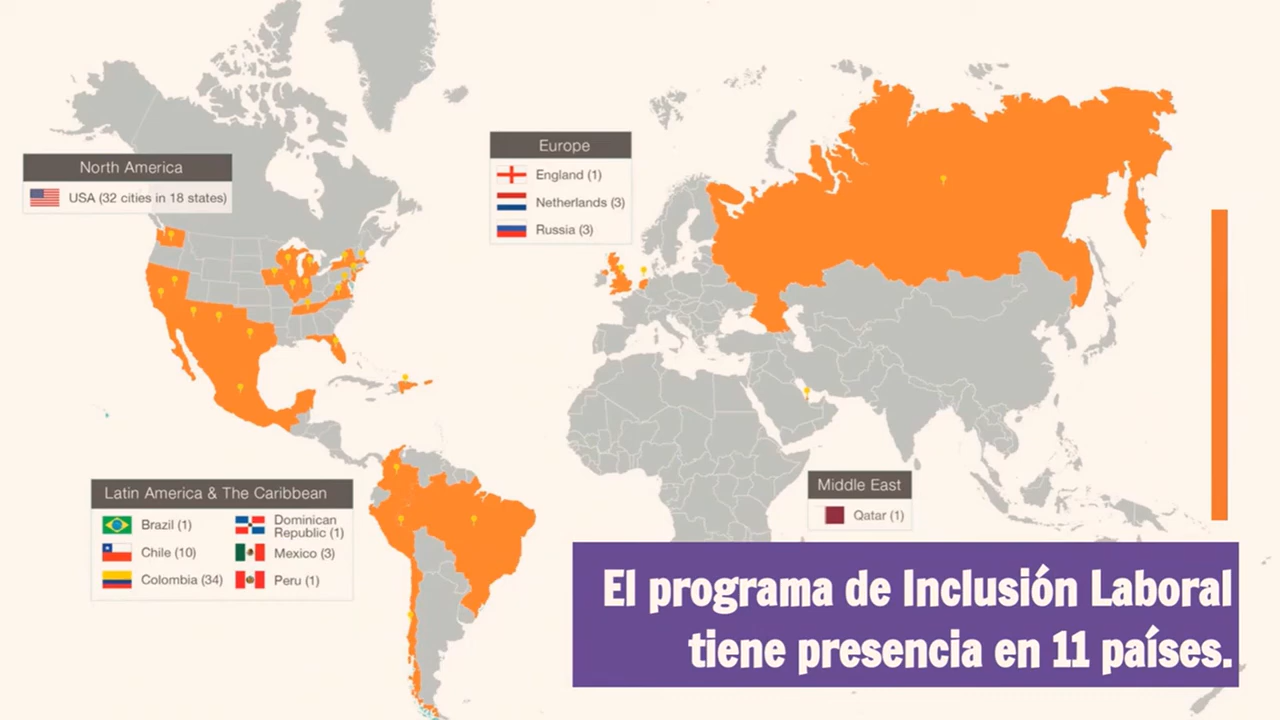 North America
USA (32 cities in 18 states)
Europe
England (1)
Netherlands (3)
Russia (3)
Latin America & The Caribbean
Brazil (1)
Chile (10)
Colombia (34)
Dominican
Republic (1)
Mexico (3)
Peru (1)
Middle East
Qatar (1)
El programa de Inclusión Laboral
tiene presencia en 11 países.